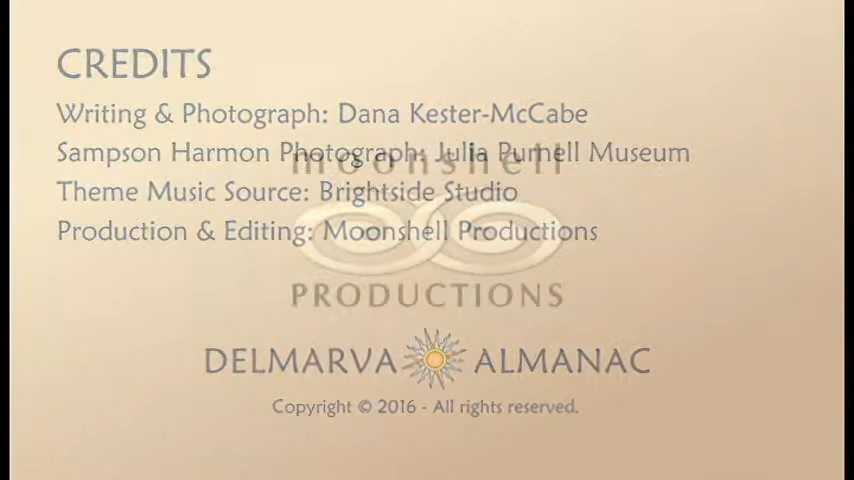 CREDITS
Writing & Photograph: Dana Kester-McCabe
Sampson Harmon Photograph: Julia Purnell Museum
moonshell
Theme Music Source: Brightside Studio
Production & Editing: Moonshell Productions
PRODUCTIONS
DELMARVA ALMANAC
Copyright © 2016 - All rights reserved.